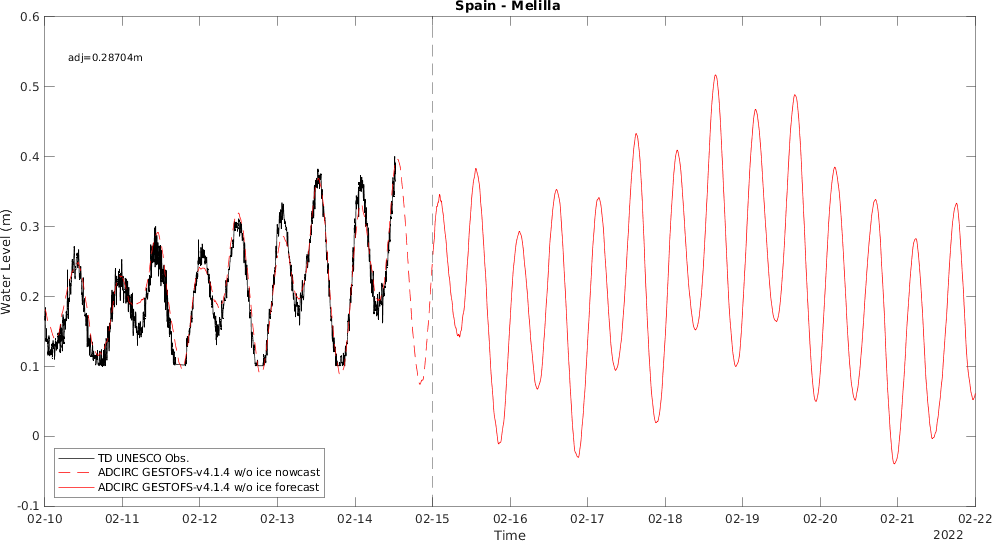 Spain - Melilla
adj=0.28704m
0.6
0.5
0.4
0.3
0.2
0.1
0
-0.1
Water Level (m)
TD UNESCO Obs.
ADCIRC GESTOFS-v4.1.4 w/o ice nowcast
ADCIRC GESTOFS-v4.1.4 w/o ice forecast
02-10 02-11 02-12 02-13 02-14 02-15 02-16 02-17 02-18 02-19 02-20 02-21 02-22
Time
2022